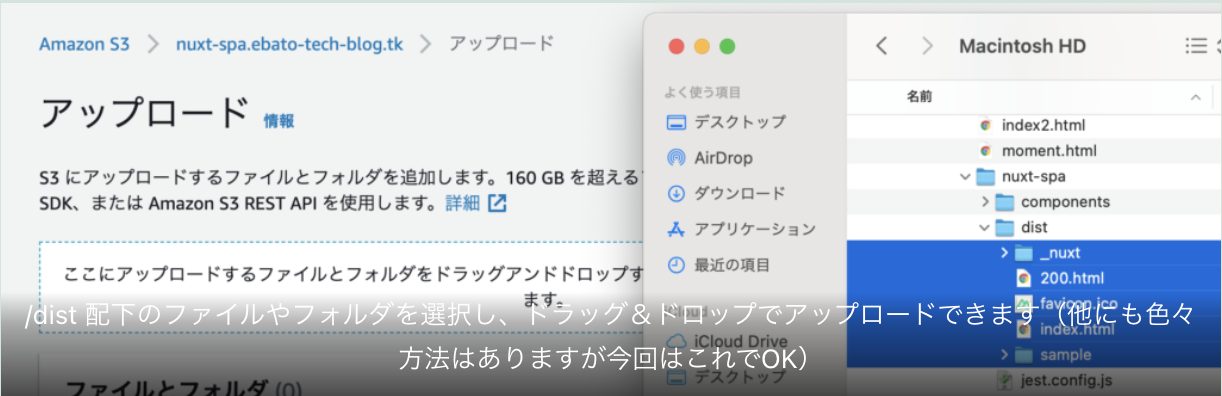 Amazon S3 > nuxt-spa.ebato-tech-blog.tk > アップロード
アップロード 情報
S3 にアップロードするファイルとフォルダを追加します。160 GB を超える
SDK、または Amazon S3 REST API を使用します。詳細
ここにアップロードするファイルとフォルダをドラッグアンドドロップす
ます。
ファイルとフォルダ (0)
Macintosh HD
よく使う項目
デスクトップ
AirDrop
ダウンロード
アプリケーション
最近の項目
iCloud
iCloud Drive
デスクトップ
名前
index2.html
moment.html
nuxt-spa
components
dist
_nuxt
200.html
favicon.ico
index.html
sample
jest.config.js
/dist 配下のファイルやフォルダを選択し、ドラッグ＆ドロップでアップロードできます（他にも色々
方法はありますが今回はこれでOK）